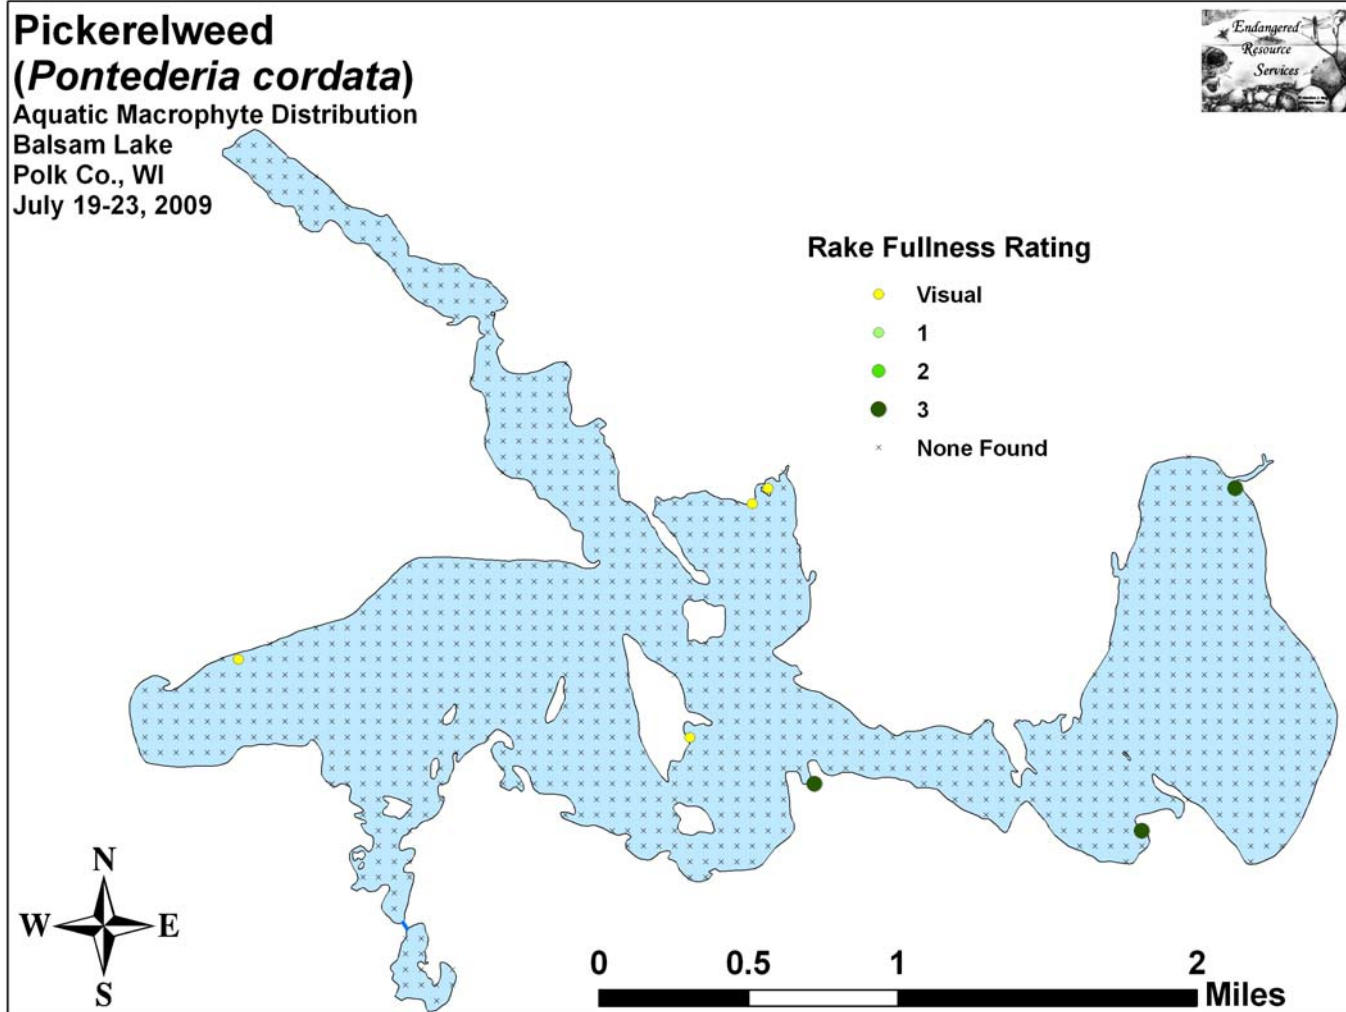 Pickerelweed
(Pontederia cordata)
Aquatic Macrophyte Distribution
Balsam Lake
Polk Co., WI
July 19-23, 2009
Endangered
Resource
Services
Rake Fullness Rating
Visual
1
2
3
None Found
N
W E
S
0 0.5 1 2
Miles